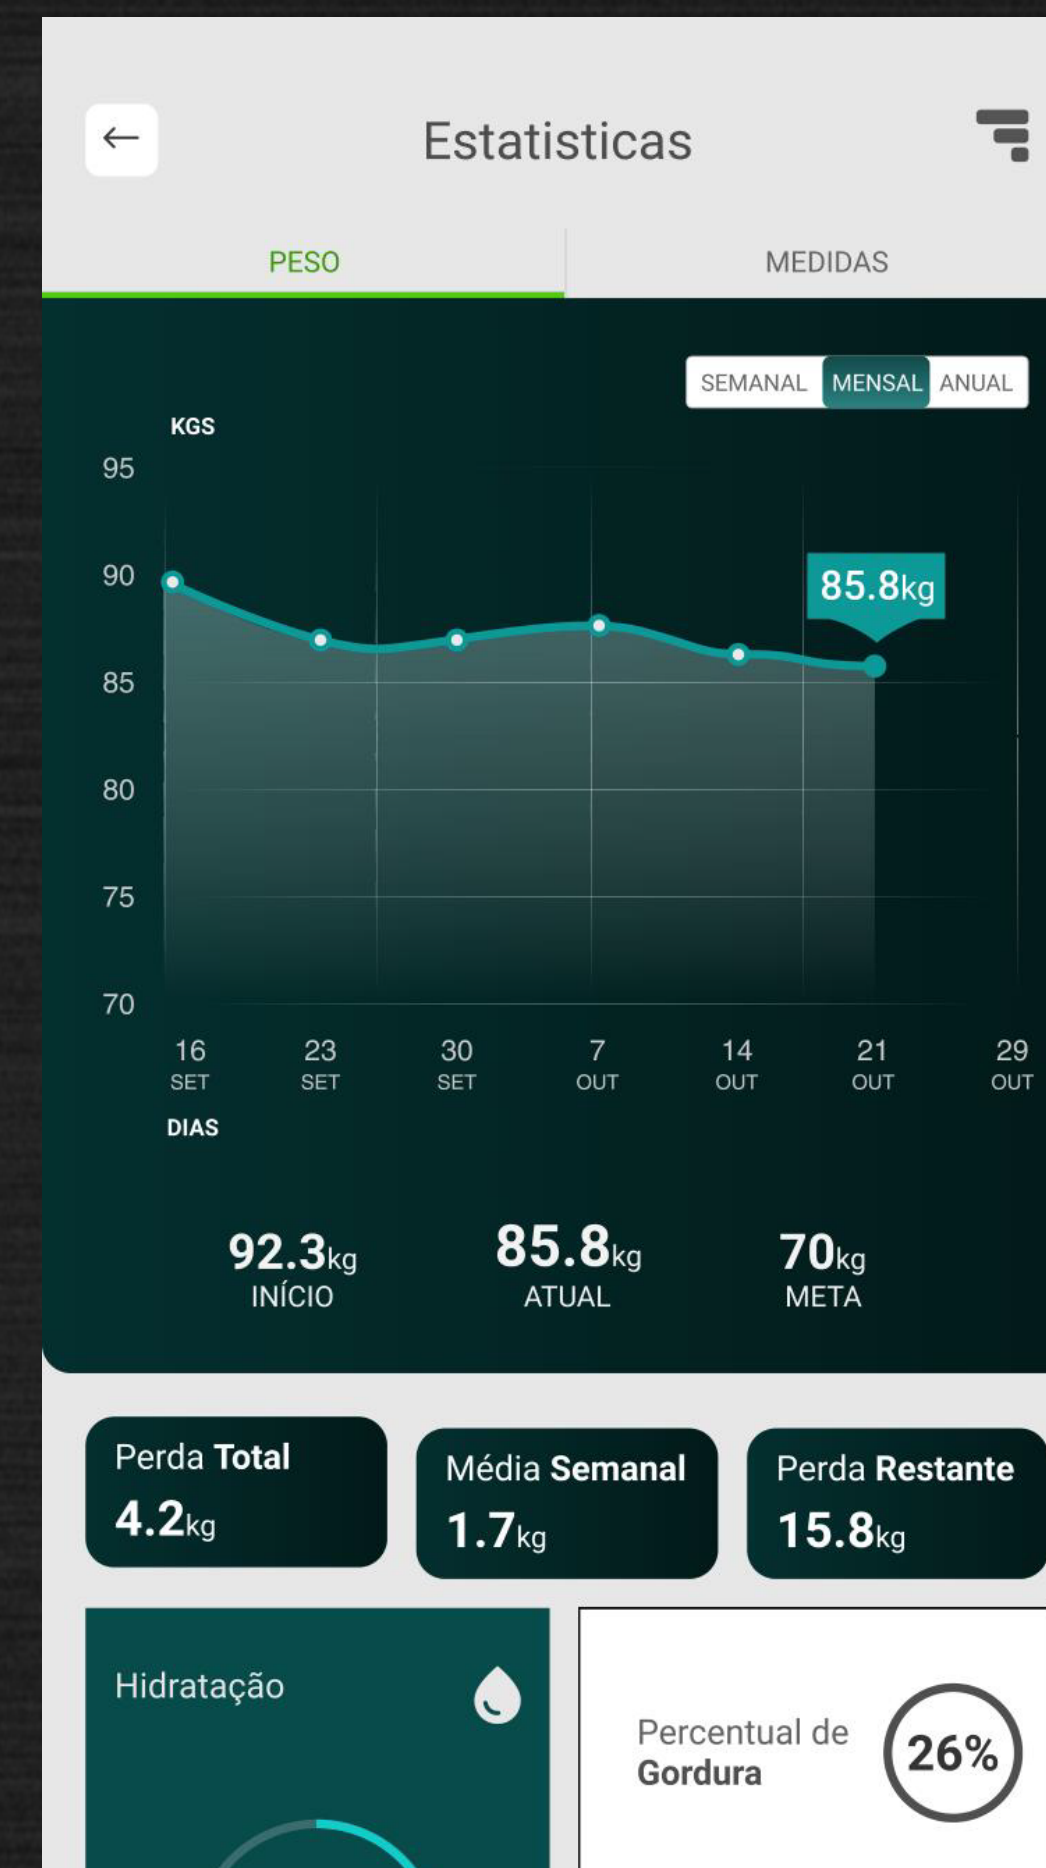 Estatisticas
PESO
MEDIDAS
SEMANAL MENSAL ANUAL
KGS
95
90
85.8kg
85
80
75
70
16 23 30 7 14 21 29
SET SET SET OUT OUT OUT OUT
DIAS
92.3kg 85.8kg 70kg
INÍCIO ATUAL META
Perda Total
4.2kg
Média Semanal
1.7kg
Perda Restante
15.8kg
Hidratação
Percentual de
Gordura
26%